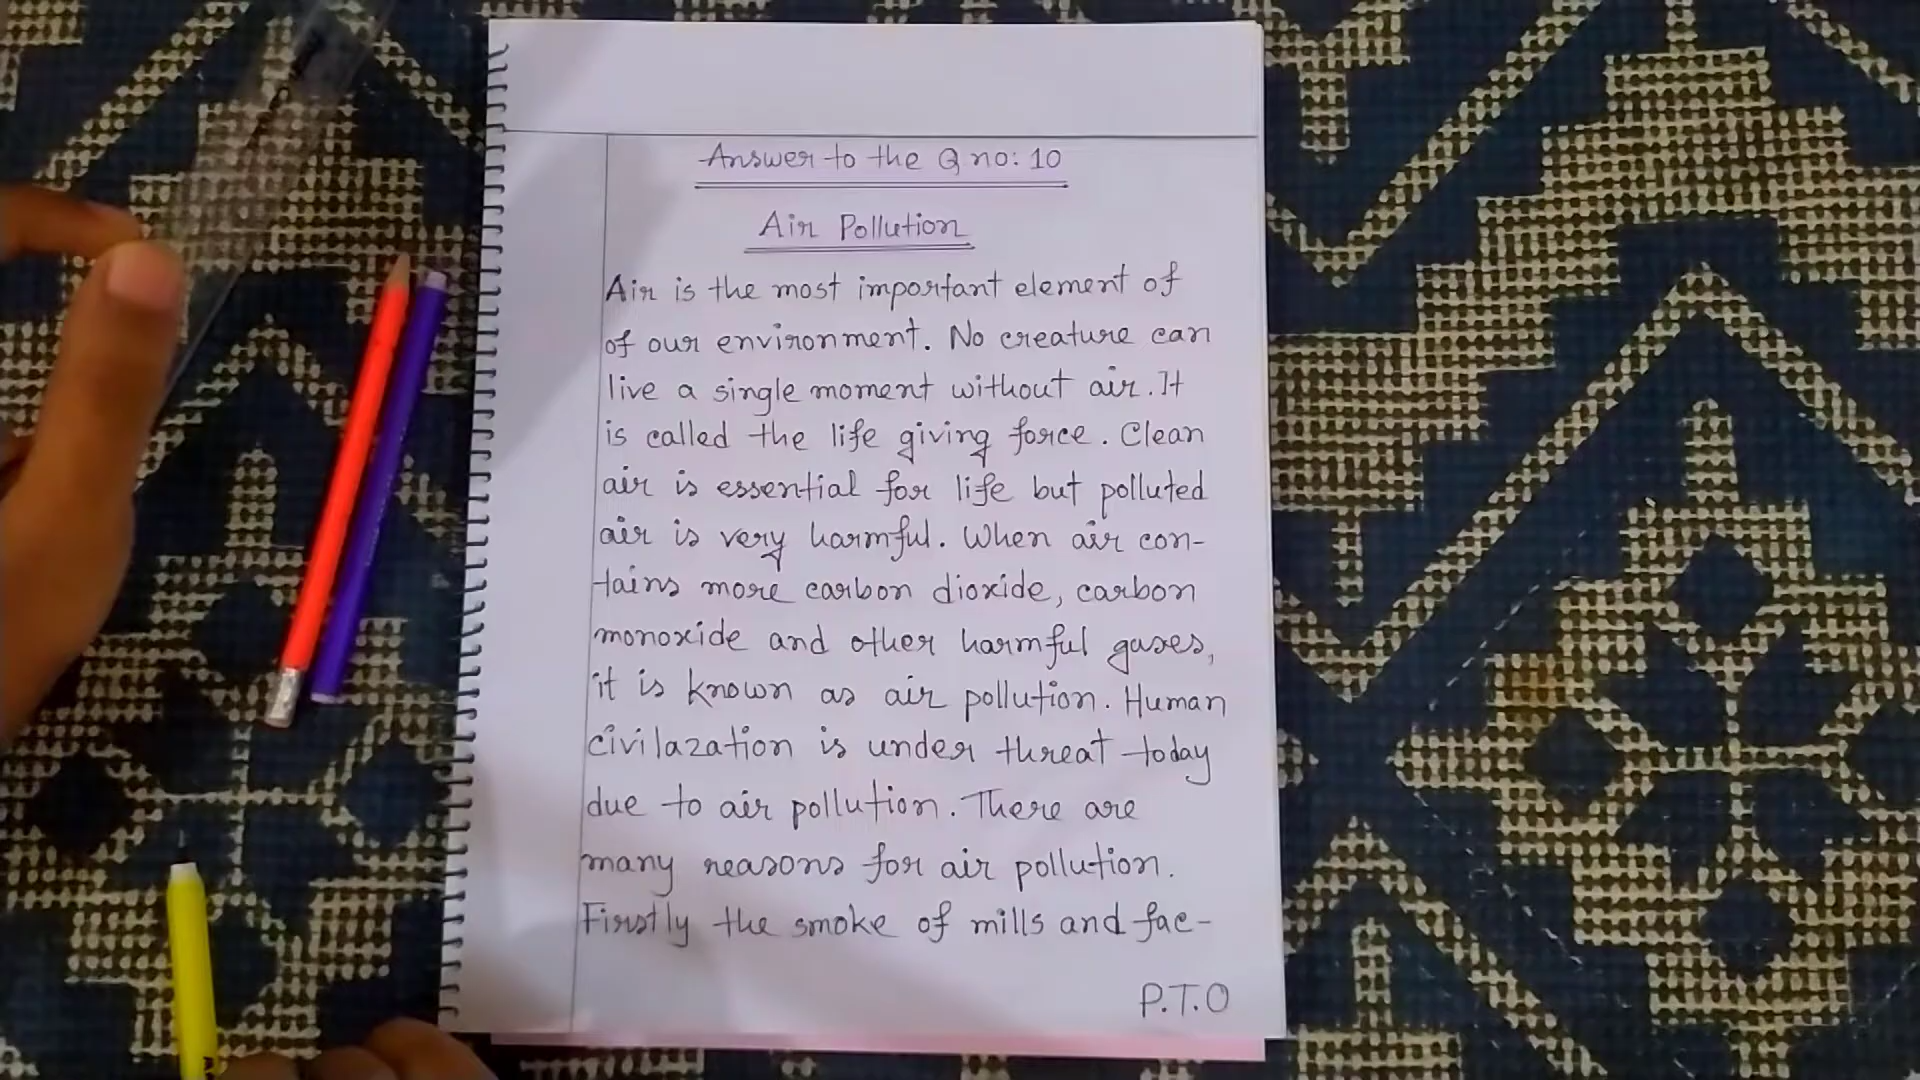 Answer to the Q no: 10
Air Pollution
Air is the most important element of
of our environment. No creature can
live a single moment without air. It
is called the life giving force. Clean
air is essential for life but polluted
air is very harmful. When air con-
tains more carbon dioxide, carbon
monoxide and other harmful gases,
it is known as air pollution. Human
civilazation is under threat today
due to air pollution. There are
many reasons for air pollution.
Firstly the smoke of mills and fac-
P.T.O